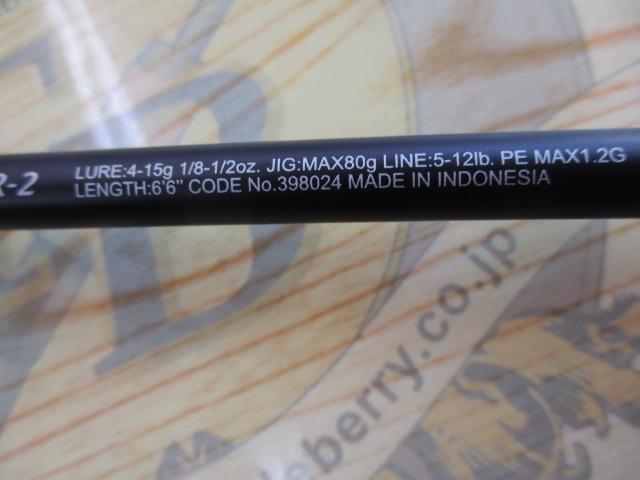 R-2 LURE:4-15g 1/8-1/2oz. JIG:MAX80g LINE:5-12lb. PE MAX1.2G
LENGTH:6'6" CODE No.398024 MADE IN INDONESIA
deberry.co.jp